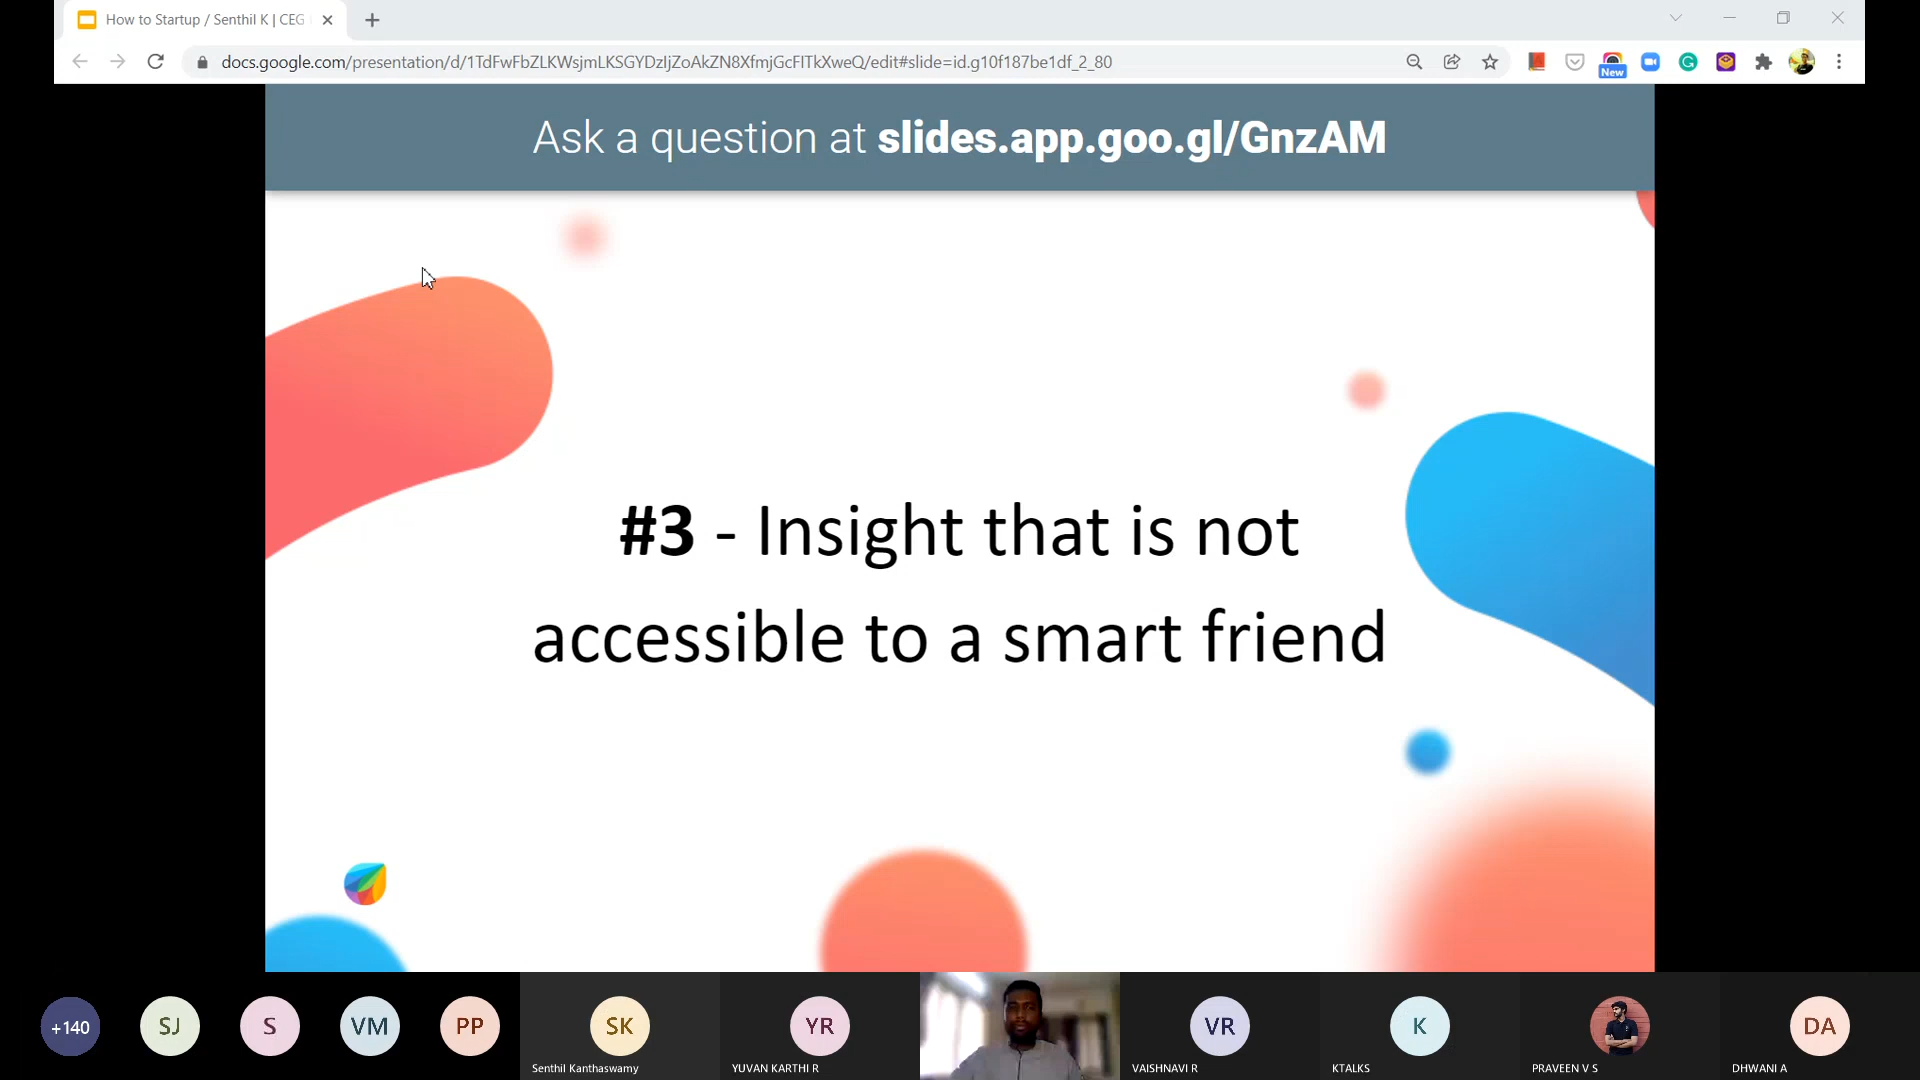 How to Startup / Senthil K | CEG
docs.google.com/presentation/d/1TdFwFbZLKWsjmLKSGYDzIjZoAkZN8XfmjGcFITkXweQ/edit#slide=id.g10f187be1df_2_80
New
Ask a question at slides.app.goo.gl/GnzAM
#3 - Insight that is not
accessible to a smart friend
+140
SJ
S
VM
PP
SK
YR
VR
K
DA
Senthil Kanthaswamy
YUVAN KARTHI R
VAISHNAVI R
KTALKS
PRAVEEN V S
DHWANI A